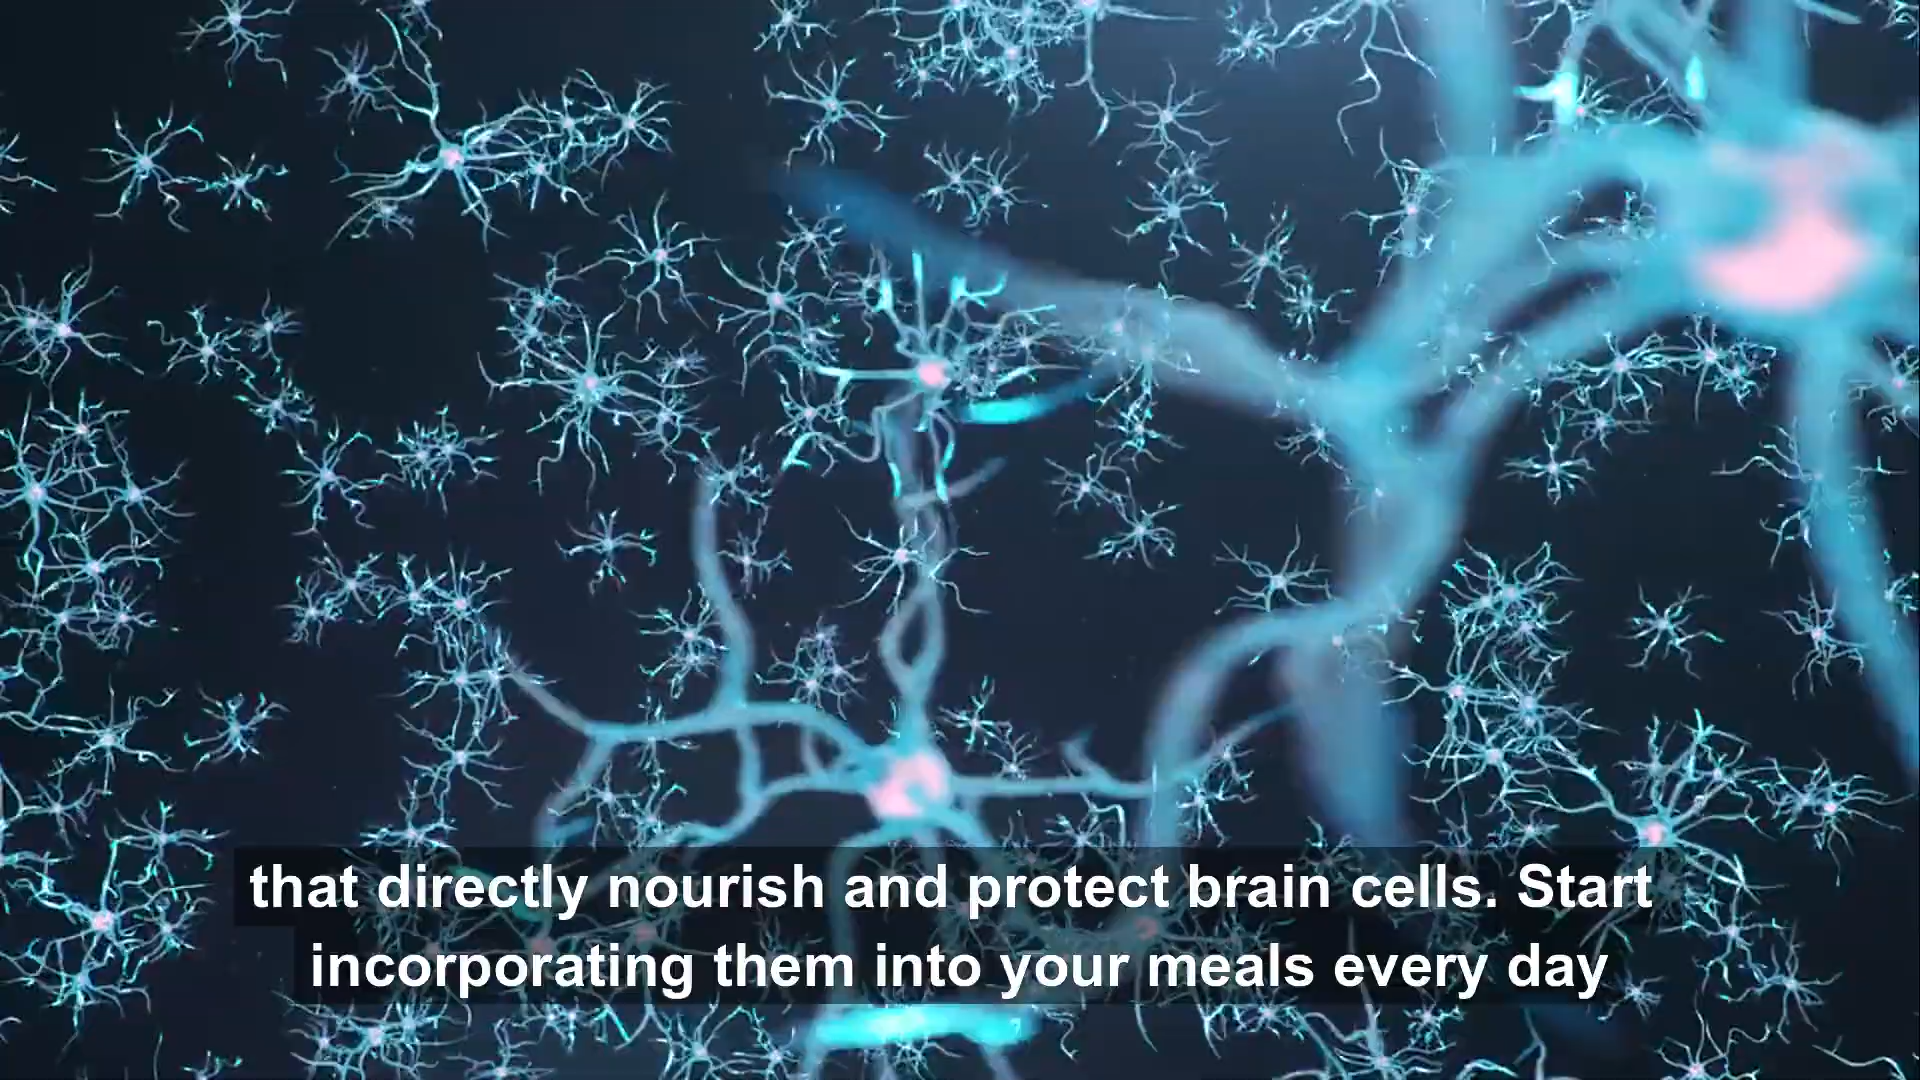 that directly nourish and protect brain cells. Start
incorporating them into your meals every day